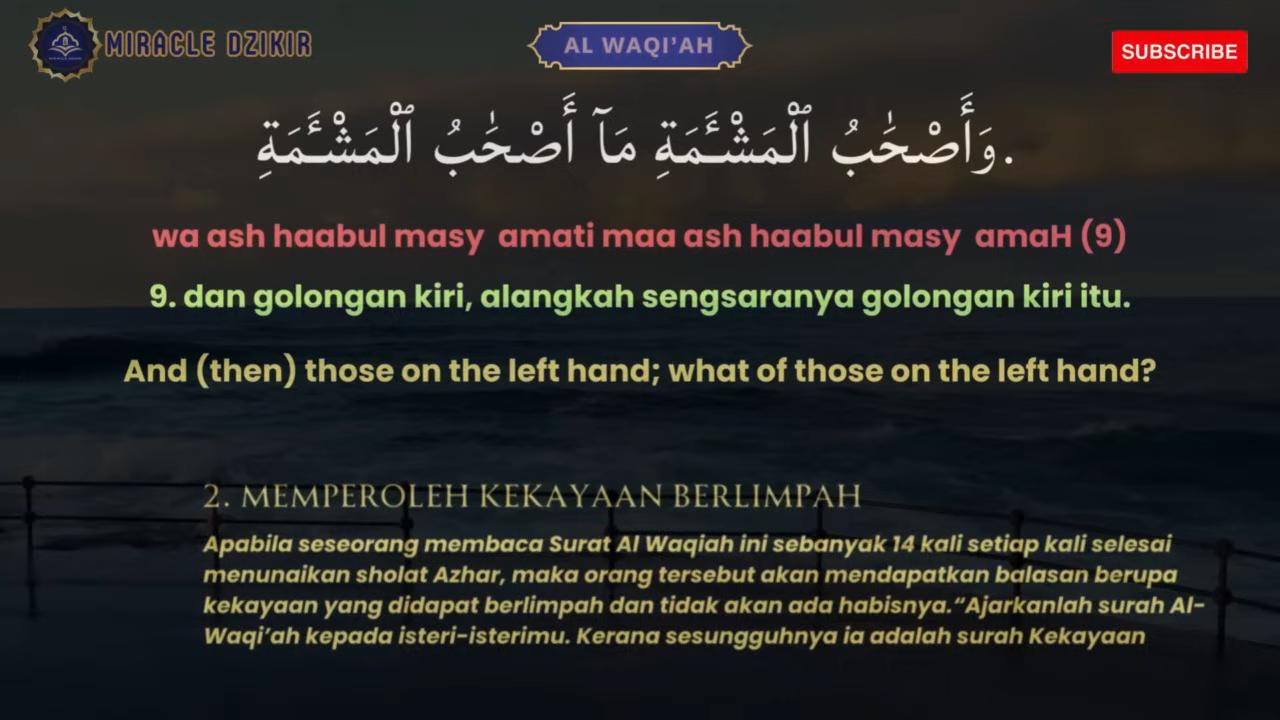 MIRACLE DZIKIR
AL WAQI'AH
SUBSCRIBE
وَأَصْحَٰبُ ٱلْمَشْـَٔمَةِ مَآ أَصْحَٰبُ ٱلْمَشْـَٔمَةِ.
wa ash haabul masy amati maa ash haabul masy amaH (9)
9. dan golongan kiri, alangkah sengsaranya golongan kiri itu.
And (then) those on the left hand; what of those on the left hand?
2. MEMPEROLEH KEKAYAAN BERLIMPAH
Apabila seseorang membaca Surat Al Waqiah ini sebanyak 14 kali setiap kali selesai
menunaikan sholat Azhar, maka orang tersebut akan mendapatkan balasan berupa
kekayaan yang didapat berlimpah dan tidak akan ada habisnya.“Ajarkanlah surah Al-
Waqi’ah kepada isteri-isterimu. Kerana sesungguhnya ia adalah surah Kekayaan